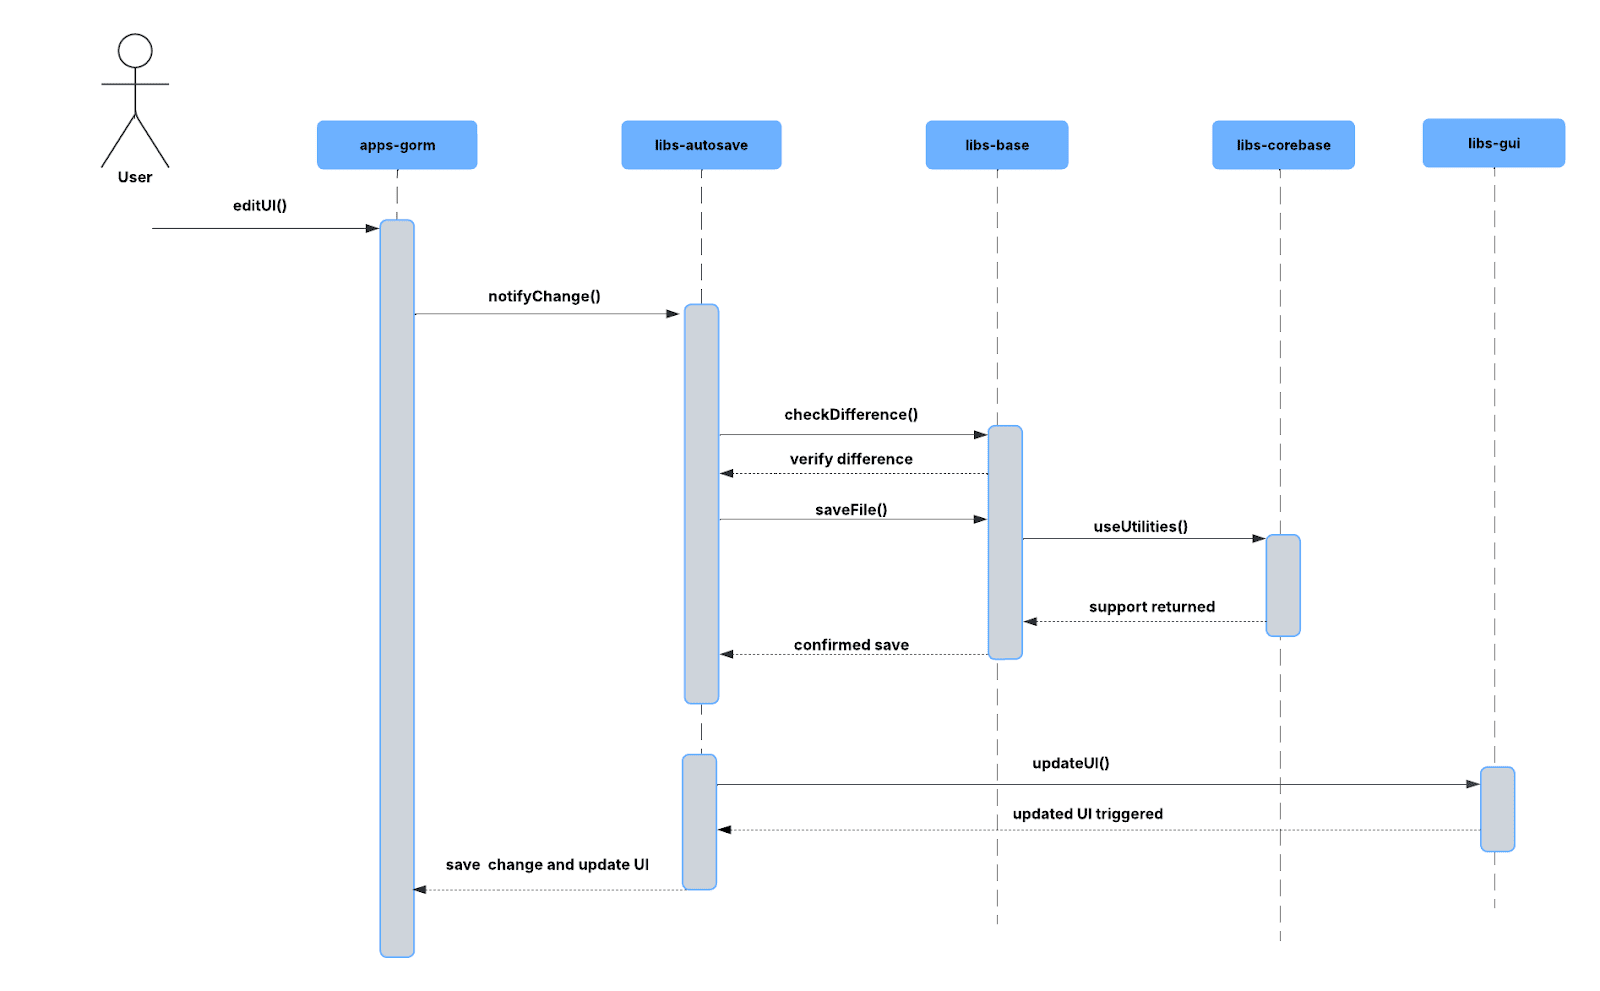 User
apps-gorm
libs-autosave
libs-base
libs-corebase
libs-gui
editUI()
notifyChange()
checkDifference()
verify difference
saveFile()
useUtilities()
support returned
confirmed save
updateUI()
updated UI triggered
save  change and update UI